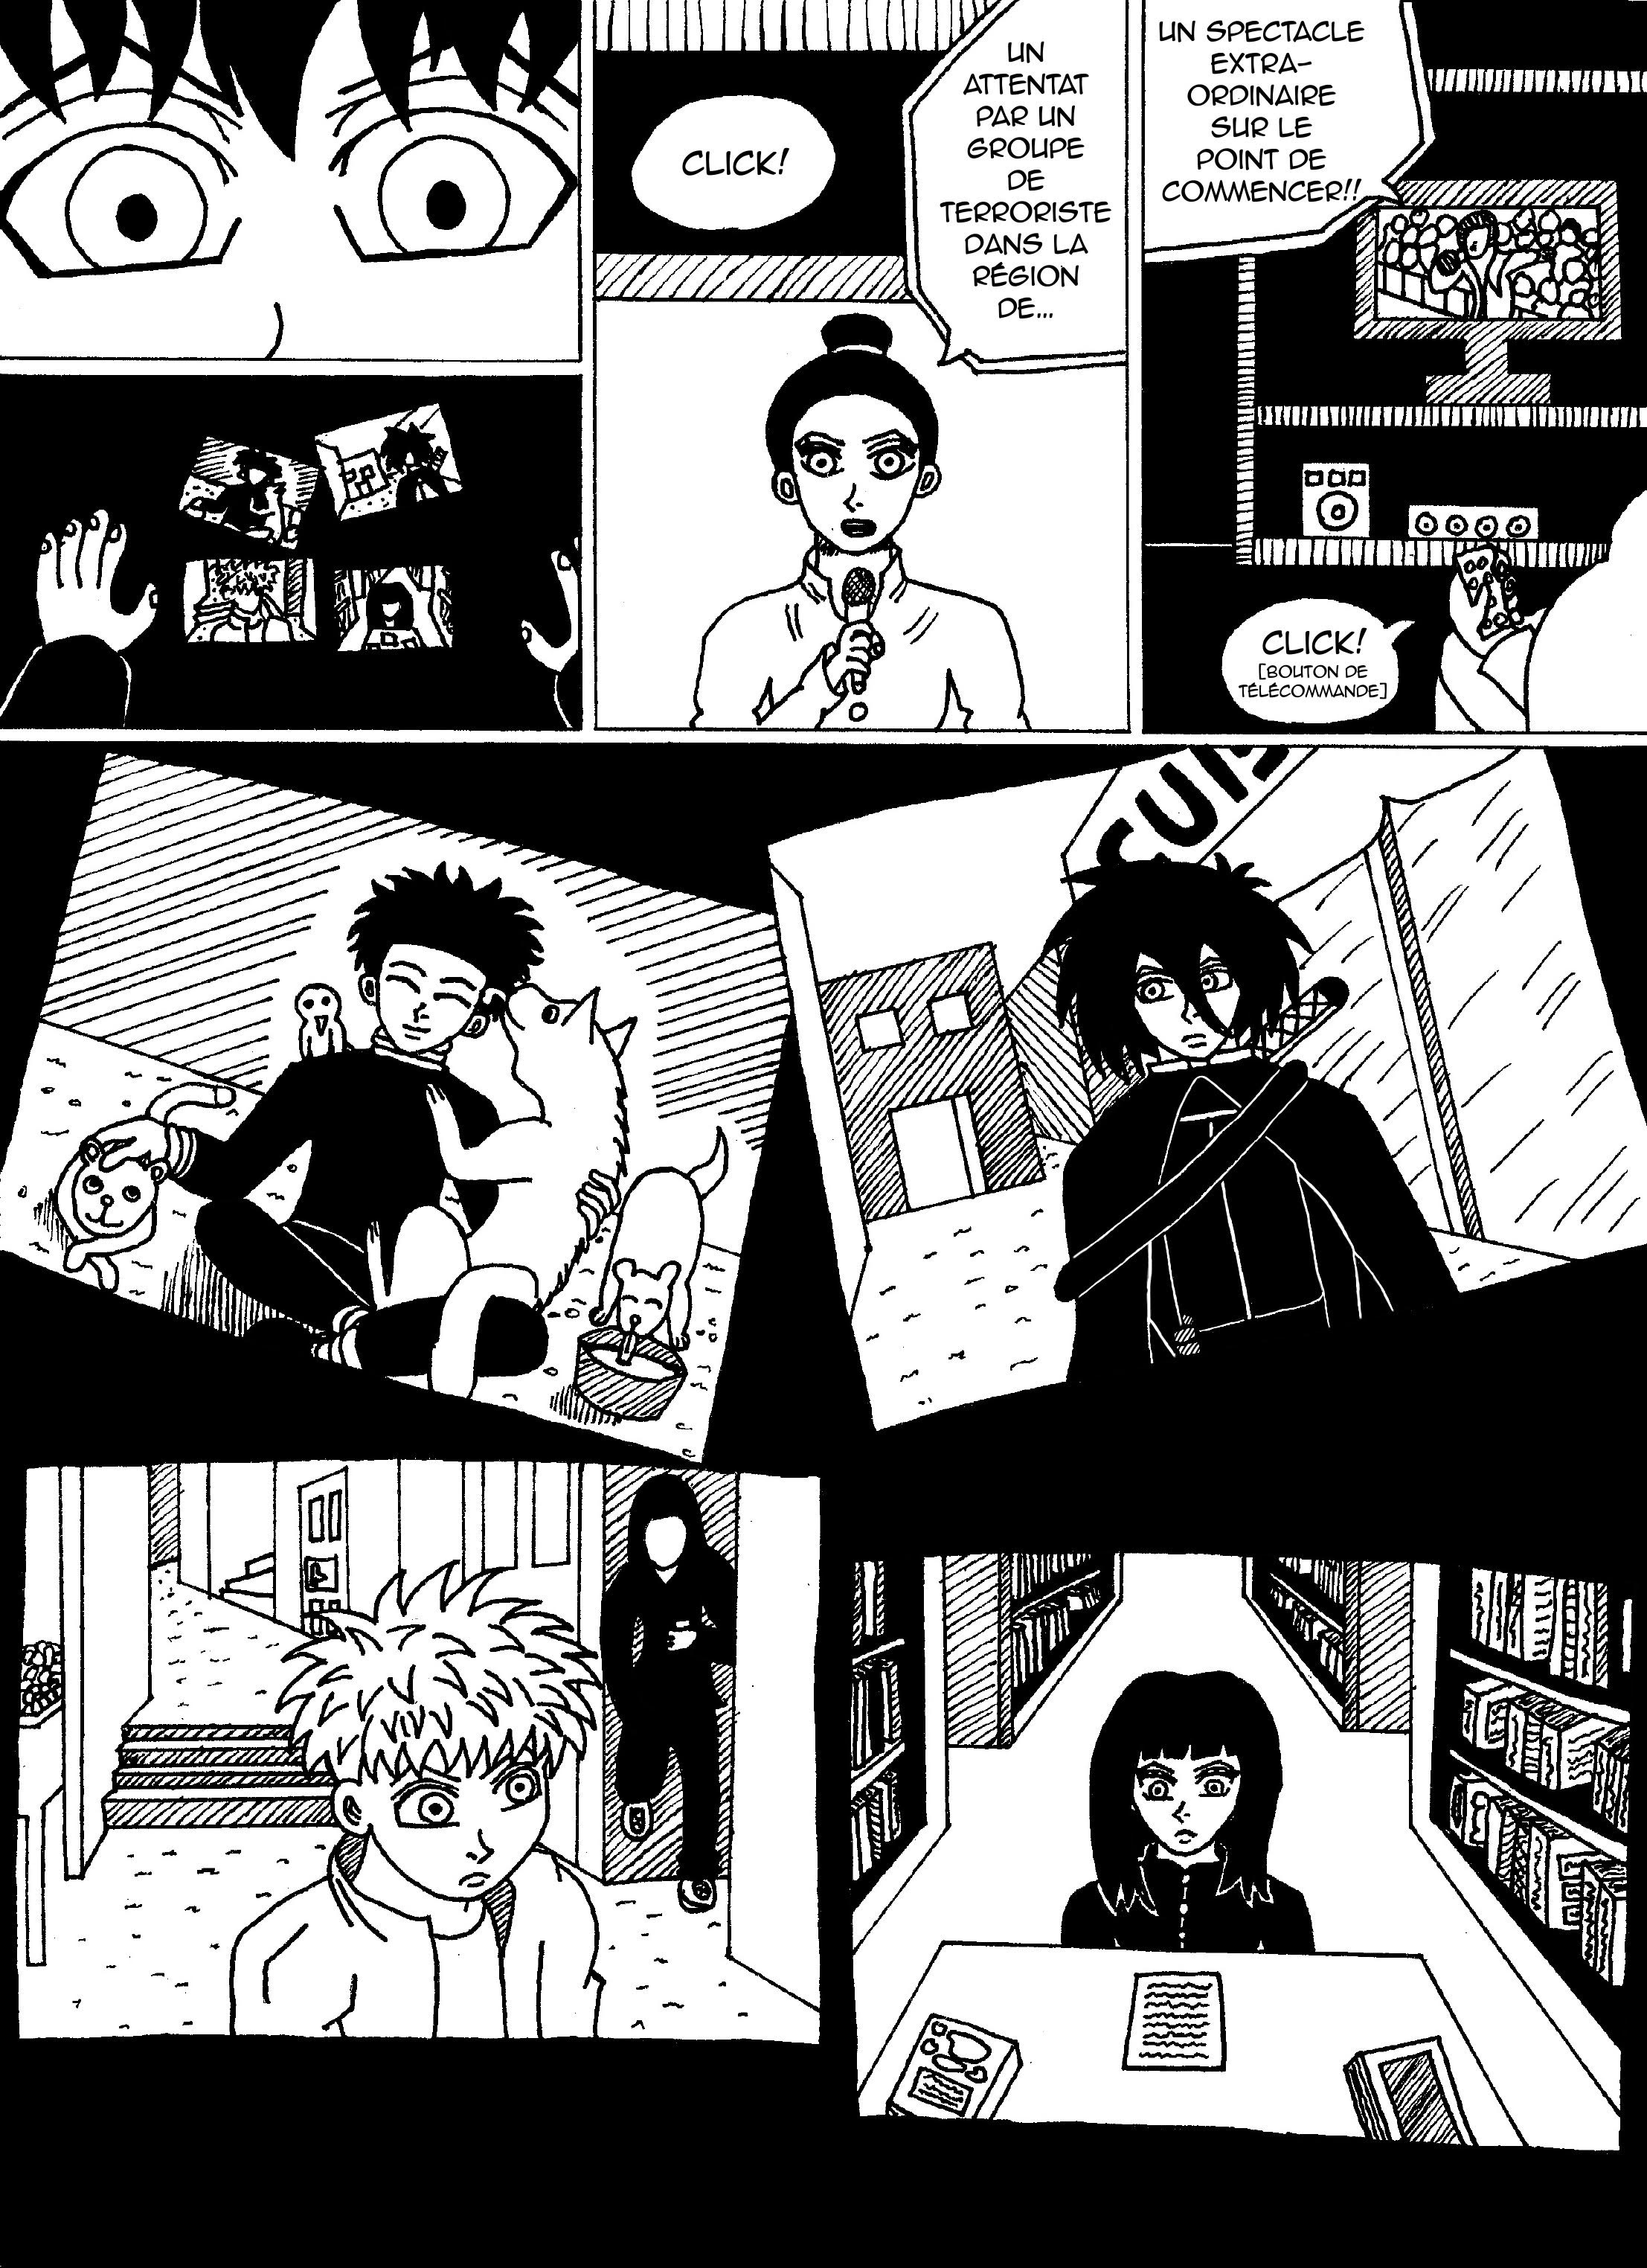 UN SPECTACLE
EXTRA-
ORDINAIRE
SUR LE
POINT DE
COMMENCER!!
CLICK!
[BOUTON DE
TÉLÉCOMMANDE]
UN
ATTENTAT
PAR UN
GROUPE
DE
TERRORISTE
DANS LA
RÉGION
DE...
CLICK!
CUIS